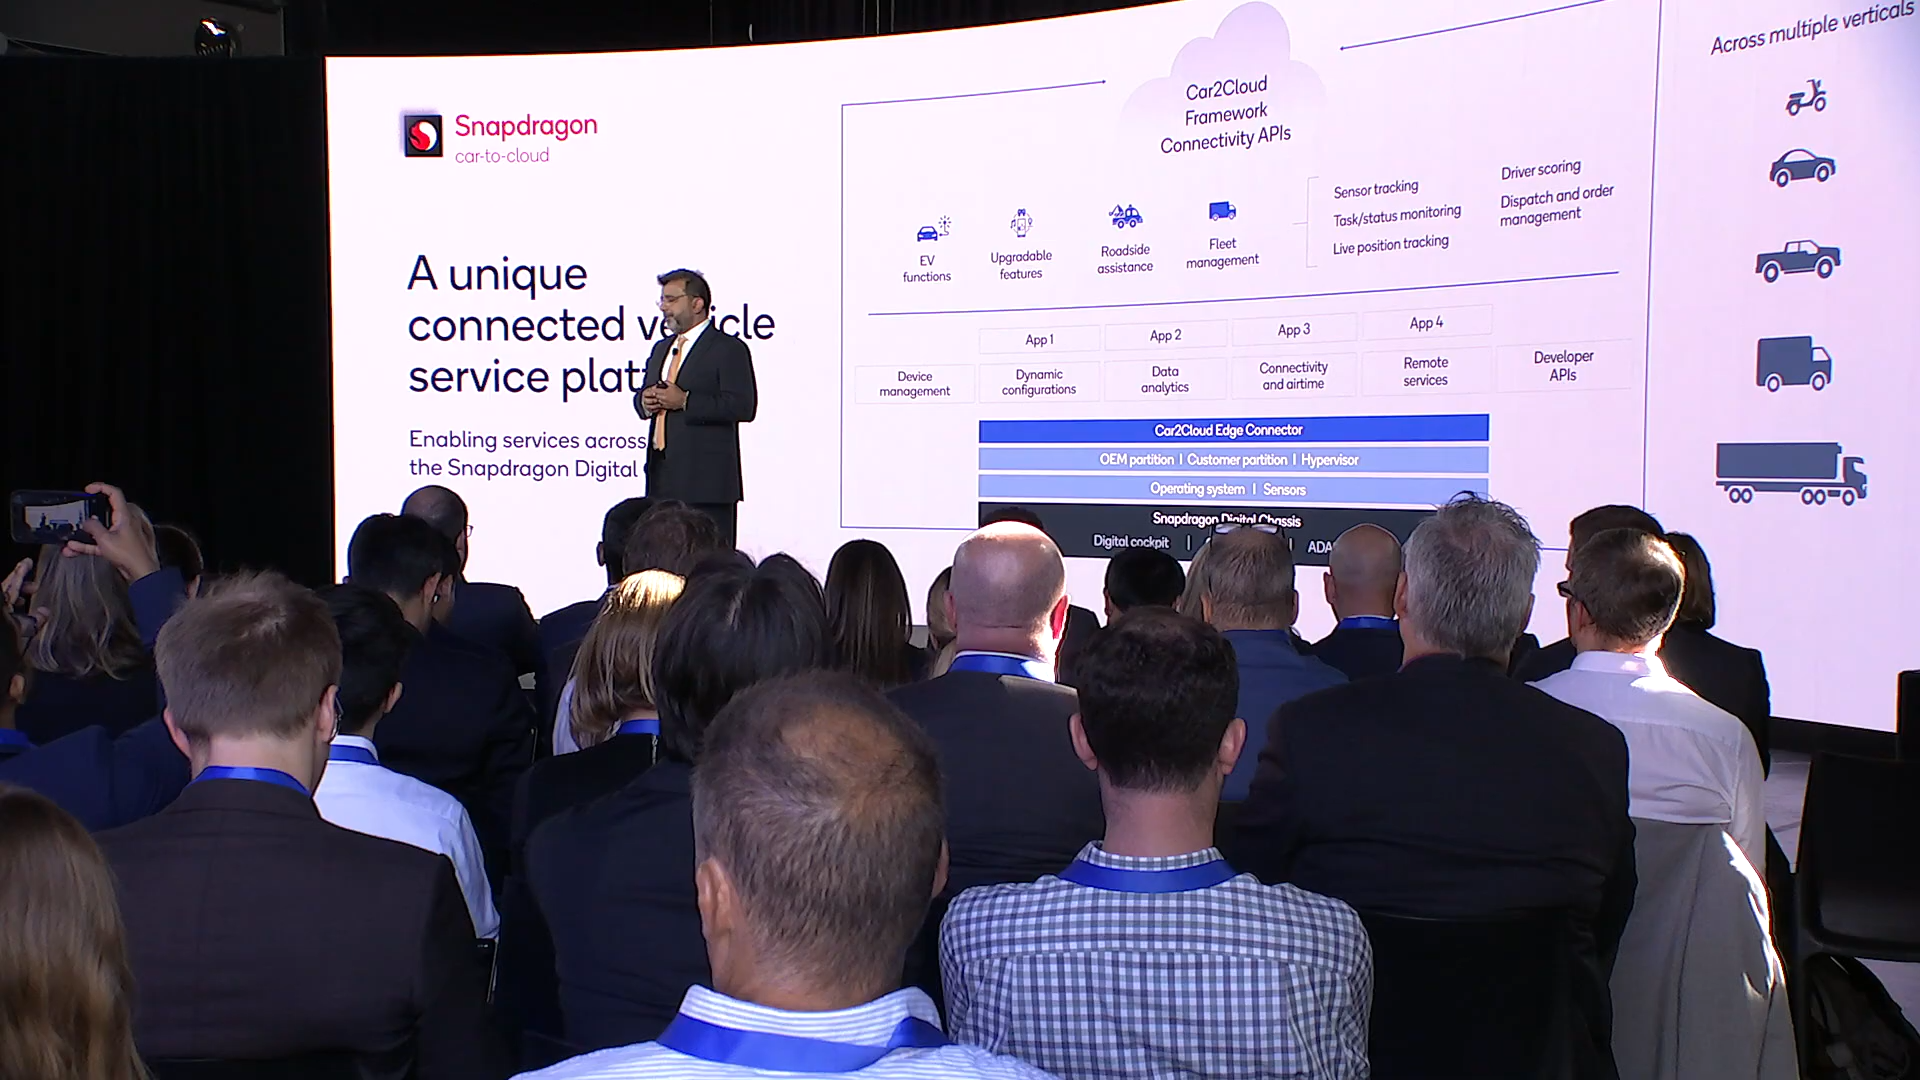 Snapdragon
car-to-cloud
A unique
connected
service
Enabling services across
the Snapdragon Digital
Car2Cloud
Framework
Connectivity APIs
EV
functions
Upgradable
features
Roadside
assistance
Fleet
management
Sensor tracking
Task/status monitoring
Live position tracking
Driver scoring
Dispatch and order
management
App 1
App 2
App 3
App 4
Device
management
Dynamic
configurations
Data
analytics
Connectivity
and airtime
Remote
services
Developer
APIs
Car2Cloud Edge Connector
OEM partition | Customer partition | Hypervisor
Operating system | Sensors
Snapdragon Digital Chassis
Digital cockpit | | ADA
Across multiple verticals